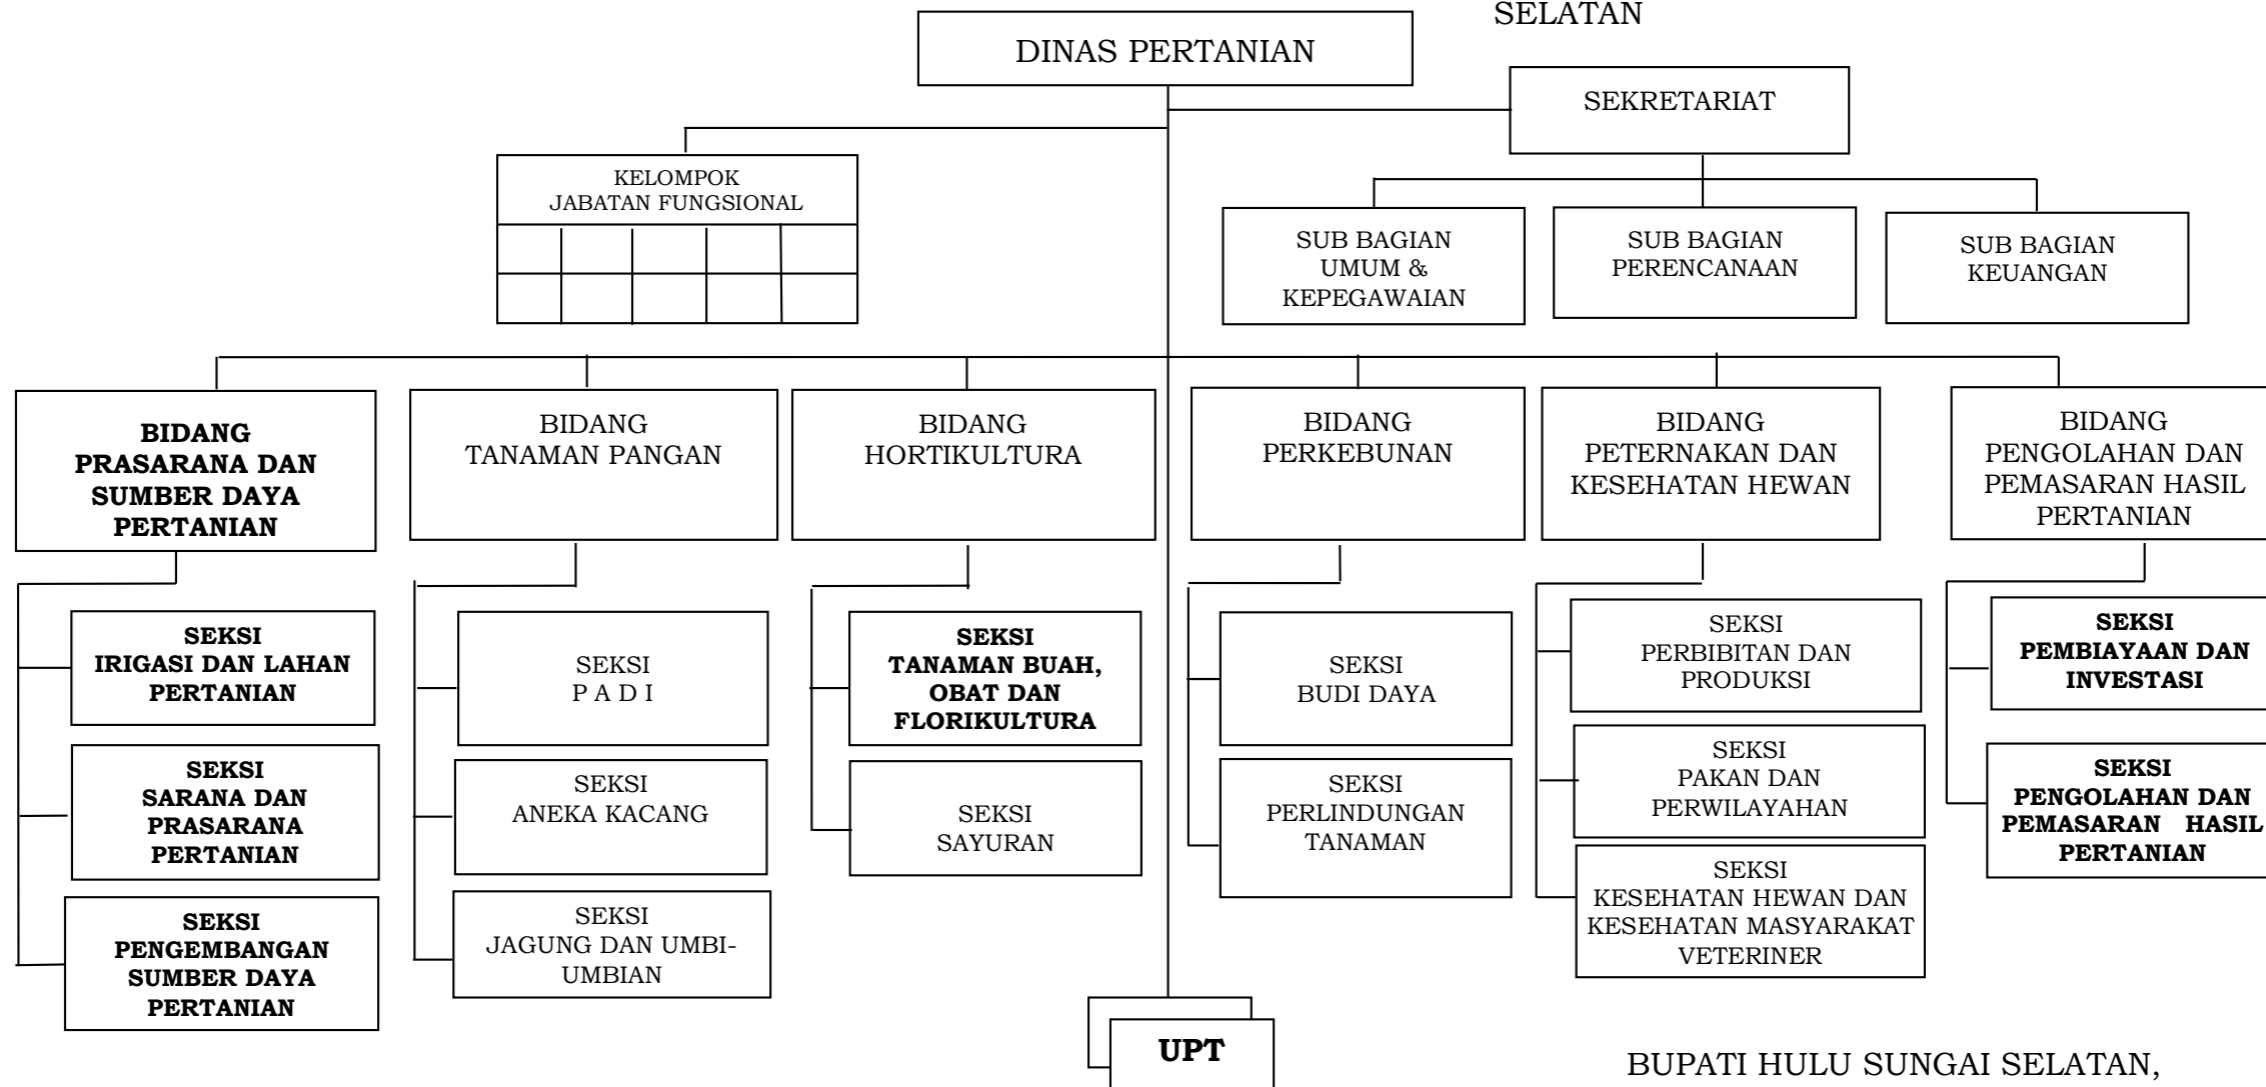 SELATAN
DINAS PERTANIAN
SEKRETARIAT
KELOMPOK
JABATAN FUNGSIONAL
SUB BAGIAN
UMUM &
KEPEGAWAIAN
SUB BAGIAN
PERENCANAAN
SUB BAGIAN
KEUANGAN
BIDANG
PRASARANA DAN
SUMBER DAYA
PERTANIAN
BIDANG
TANAMAN PANGAN
BIDANG
HORTIKULTURA
BIDANG
PERKEBUNAN
BIDANG
PETERNAKAN DAN
KESEHATAN HEWAN
BIDANG
PENGOLAHAN DAN
PEMASARAN HASIL
PERTANIAN
SEKSI
IRIGASI DAN LAHAN
PERTANIAN
SEKSI
SARANA DAN
PRASARANA
PERTANIAN
SEKSI
PENGEMBANGAN
SUMBER DAYA
PERTANIAN
SEKSI
P A D I
SEKSI
ANEKA KACANG
SEKSI
JAGUNG DAN UMBI-
UMBIAN
SEKSI
TANAMAN BUAH,
OBAT DAN
FLORIKULTURA
SEKSI
SAYURAN
SEKSI
BUDI DAYA
SEKSI
PERLINDUNGAN
TANAMAN
SEKSI
PERBIBITAN DAN
PRODUKSI
SEKSI
PAKAN DAN
PERWILAYAHAN
SEKSI
KESEHATAN HEWAN DAN
KESEHATAN MASYARAKAT
VETERINER
SEKSI
PEMBIAYAAN DAN
INVESTASI
SEKSI
PENGOLAHAN DAN
PEMASARAN HASIL
PERTANIAN
UPT
BUPATI HULU SUNGAI SELATAN,